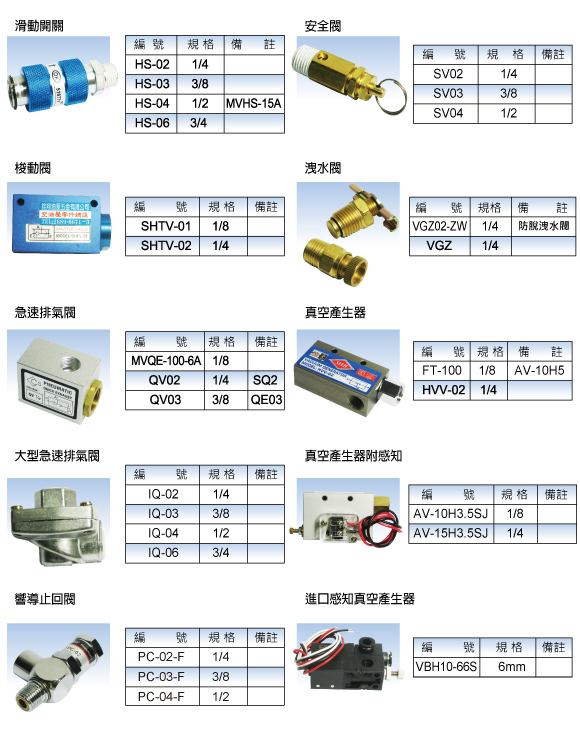 滑動開關
編 號 規 格 備 註
HS-02 1/4
HS-03 3/8
HS-04 1/2 MVHS-15A
HS-06 3/4
安全閥
編 號 規 格 備註
SV02 1/4
SV03 3/8
SV04 1/2
梭動閥
編 號 規 格 備註
SHTV-01 1/8
SHTV-02 1/4
洩水閥
編 號 規格 備 註
VGZ02-ZW 1/4 防脫洩水閥
VGZ 1/4
急速排氣閥
PNEUMATIC
編 號 規 格 備註
MVQE-100-6A 1/8
QV02 1/4 SQ2
QV03 3/8 QE03
真空產生器
編 號 規 格 備 註
FT-100 1/8 AV-10H5
HVV-02 1/4
大型急速排氣閥
編 號 規 格 備註
IQ-02 1/4
IQ-03 3/8
IQ-04 1/2
IQ-06 3/4
真空產生器附感知
編 號 規 格 備註
AV-10H3.5SJ 1/8
AV-15H3.5SJ 1/4
響導止回閥
編 號 規 格 備註
PC-02-F 1/4
PC-03-F 3/8
PC-04-F 1/2
進口感知真空產生器
編 號 規 格 備註
VBH10-66S 6mm